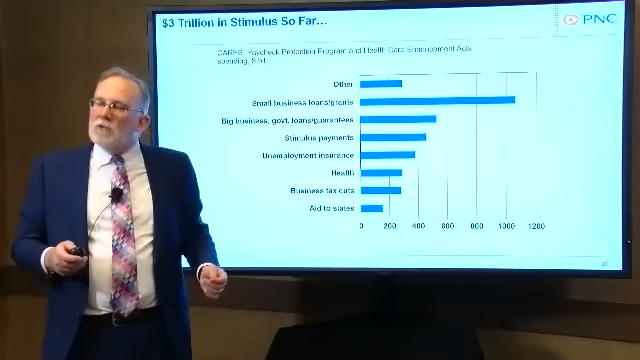 $3 Trillion in Stimulus So Far…
PNC
CARES, Paycheck Protection Program and Health Care Enhancement Acts
spending, $ bil.
Other
Small business loans/grants
Big business, govt. loans/guarantees
Stimulus payments
Unemployment insurance
Health
Business tax cuts
Aid to states
0 200 400 600 800 1000 1200
20